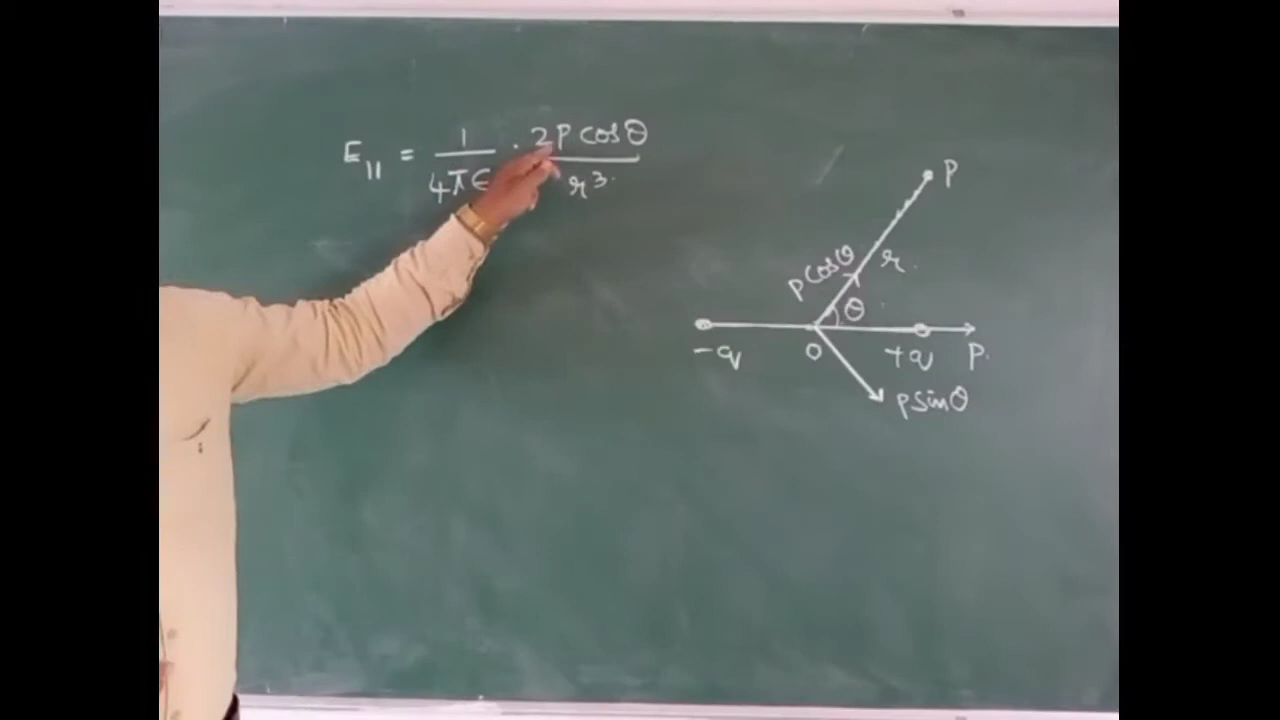 E|| = 1/4πε · 2P cosθ/r³
P
P cosθ
r
θ
-q
O
+q
P
P sinθ